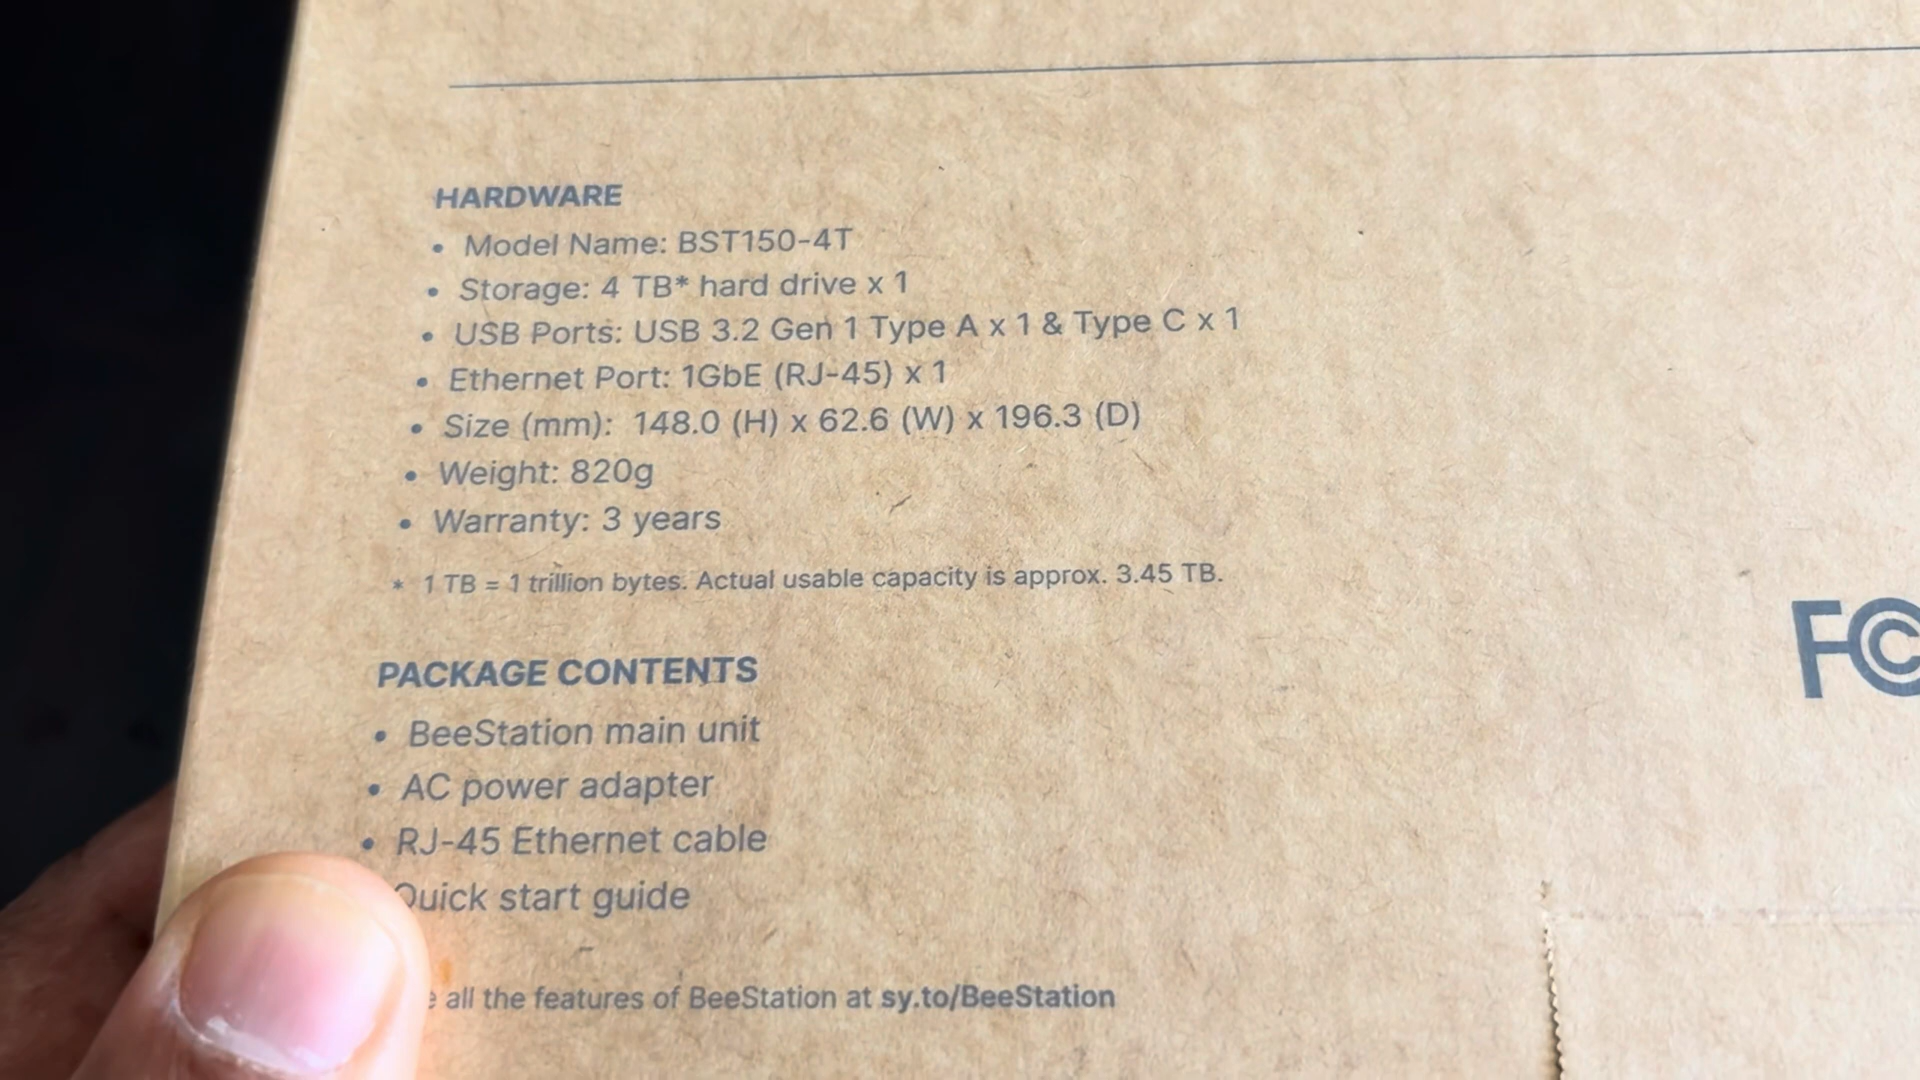 HARDWARE
• Model Name: BST150-4T
• Storage: 4 TB* hard drive x 1
• USB Ports: USB 3.2 Gen 1 Type A x 1 & Type C x 1
• Ethernet Port: 1GbE (RJ-45) x 1
• Size (mm): 148.0 (H) x 62.6 (W) x 196.3 (D)
• Weight: 820g
• Warranty: 3 years
* 1 TB = 1 trillion bytes. Actual usable capacity is approx. 3.45 TB.
FC
PACKAGE CONTENTS
• BeeStation main unit
• AC power adapter
• RJ-45 Ethernet cable
Quick start guide
all the features of BeeStation at sy.to/BeeStation